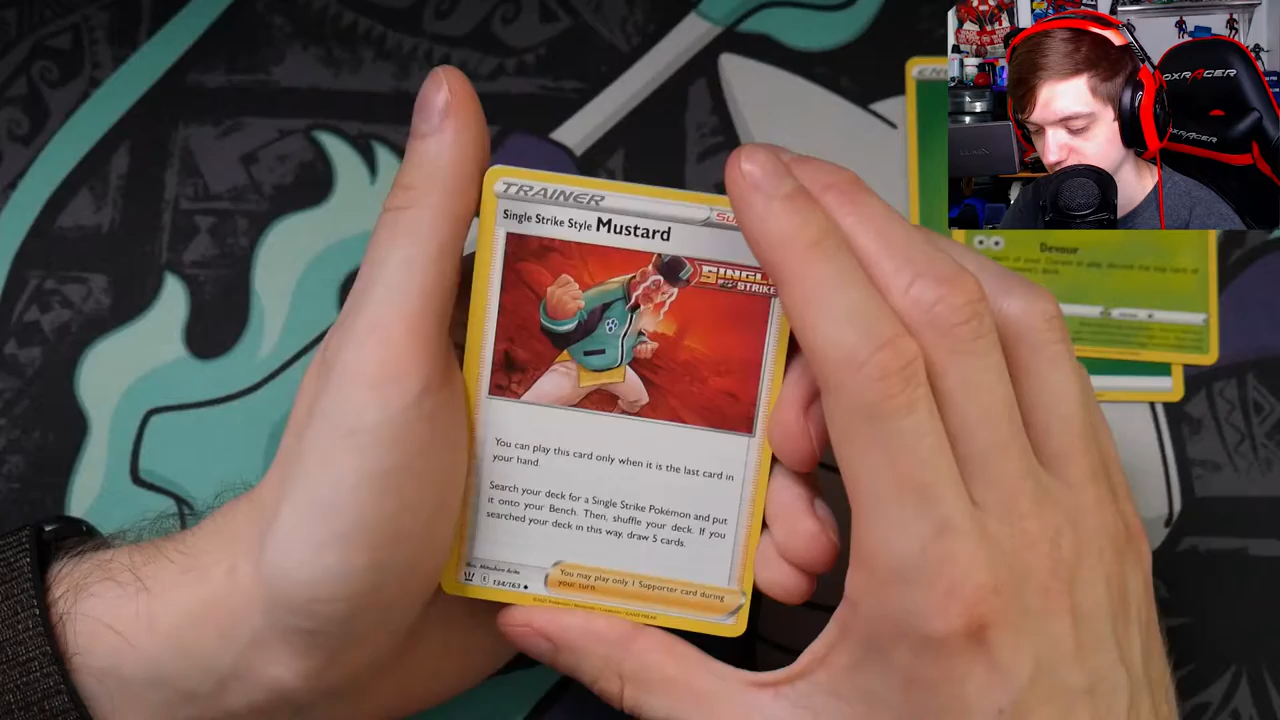 TRAINER
Single Strike Style Mustard
SINGLE
STRIKE
You can play this card only when it is the last card in
your hand.
Search your deck for a Single Strike Pokémon and put
it onto your Bench. Then, shuffle your deck. If you
searched your deck in this way, draw 5 cards.
You may play only 1 Supporter card during
your turn.
E 134/163
Devour
OXRACER
OXRACER